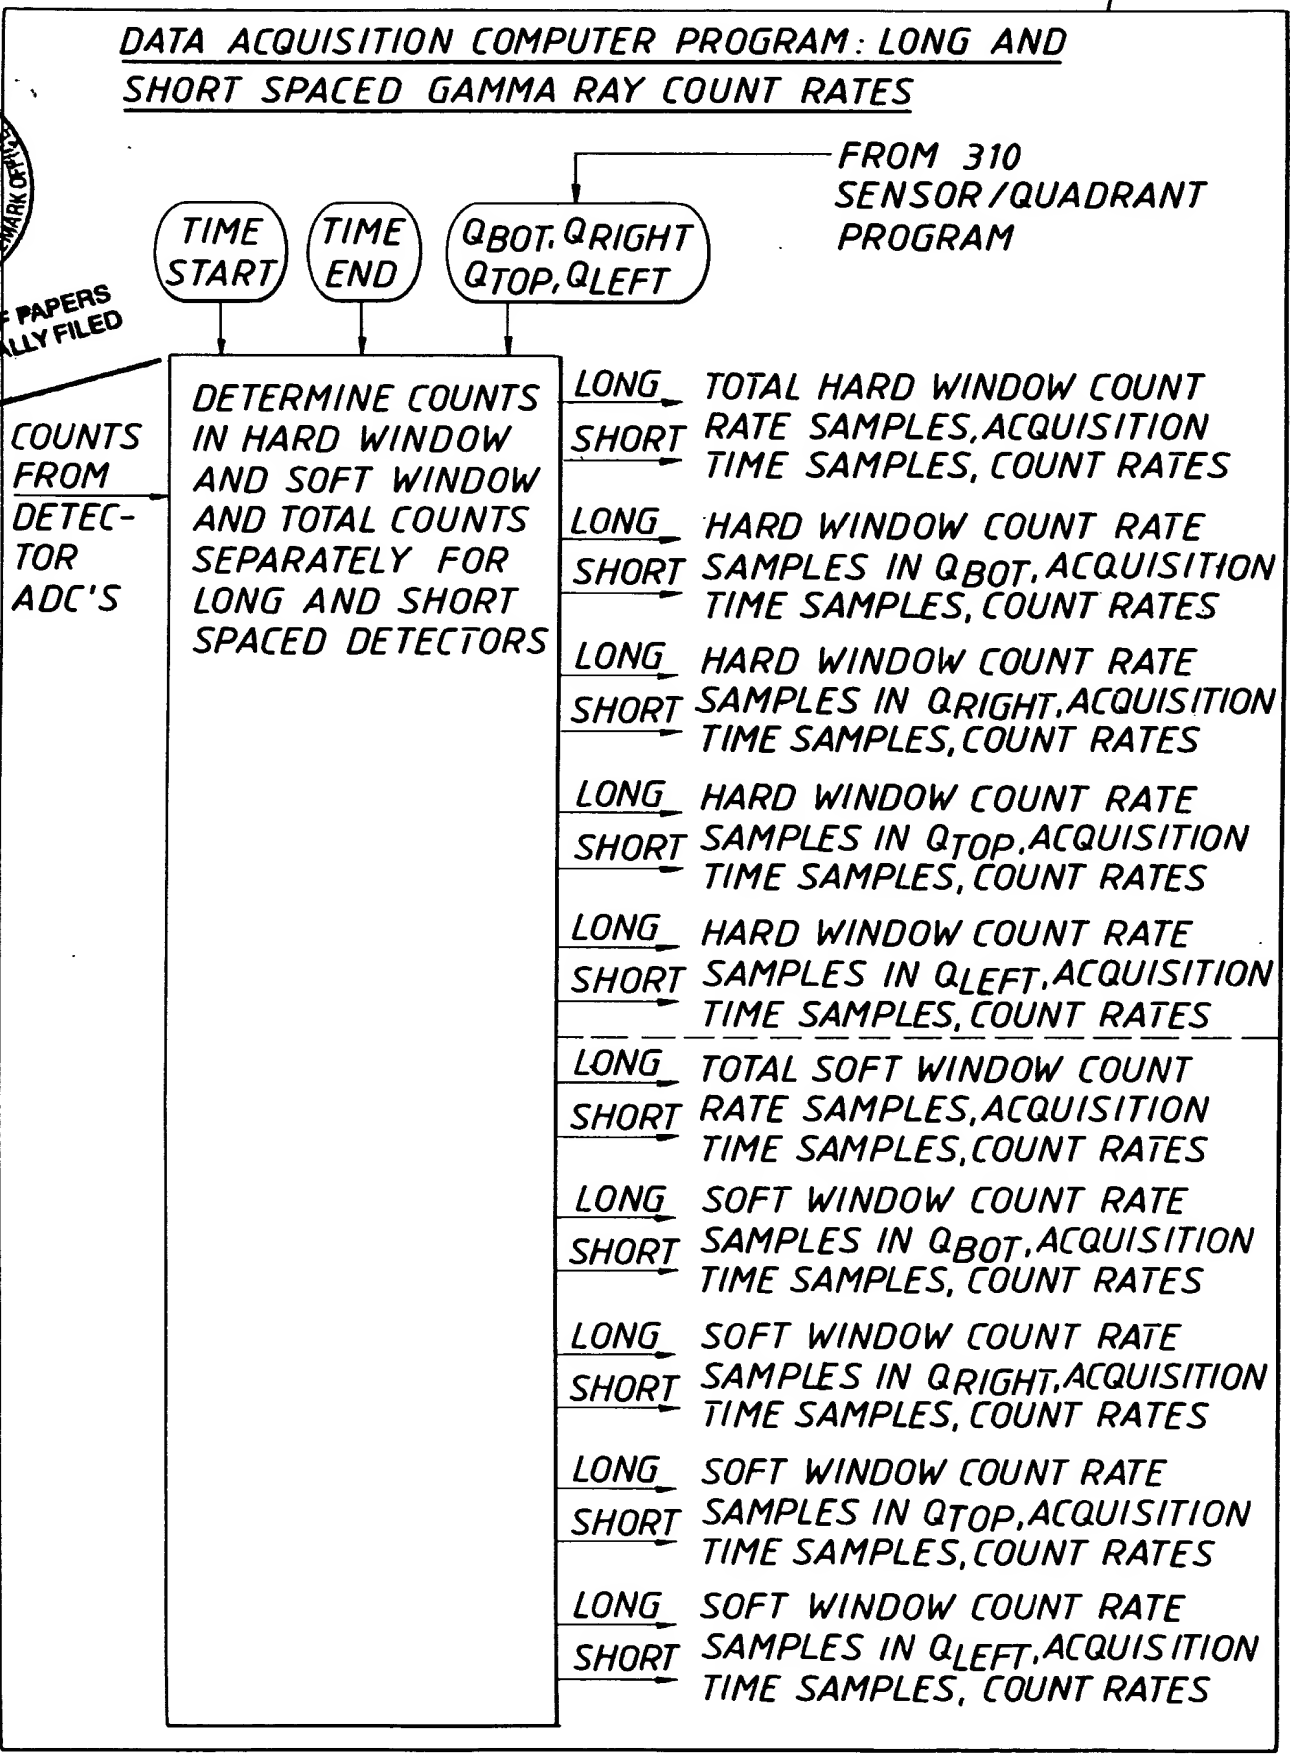 DATA ACQUISITION COMPUTER PROGRAM: LONG AND
SHORT SPACED GAMMA RAY COUNT RATES
FROM 310
SENSOR/QUADRANT
PROGRAM
TIME
START
TIME
END
QBOT, QRIGHT
QTOP, QLEFT
MARK OFFICE
F PAPERS
ALLY FILED
COUNTS
FROM
DETEC-
TOR
ADC'S
DETERMINE COUNTS
IN HARD WINDOW
AND SOFT WINDOW
AND TOTAL COUNTS
SEPARATELY FOR
LONG AND SHORT
SPACED DETECTORS
LONG
SHORT
TOTAL HARD WINDOW COUNT
RATE SAMPLES, ACQUISITION
TIME SAMPLES, COUNT RATES
LONG
SHORT
HARD WINDOW COUNT RATE
SAMPLES IN QBOT, ACQUISITION
TIME SAMPLES, COUNT RATES
LONG
SHORT
HARD WINDOW COUNT RATE
SAMPLES IN QRIGHT, ACQUISITION
TIME SAMPLES, COUNT RATES
LONG
SHORT
HARD WINDOW COUNT RATE
SAMPLES IN QTOP, ACQUISITION
TIME SAMPLES, COUNT RATES
LONG
SHORT
HARD WINDOW COUNT RATE
SAMPLES IN QLEFT, ACQUISITION
TIME SAMPLES, COUNT RATES
LONG
SHORT
TOTAL SOFT WINDOW COUNT
RATE SAMPLES, ACQUISITION
TIME SAMPLES, COUNT RATES
LONG
SHORT
SOFT WINDOW COUNT RATE
SAMPLES IN QBOT, ACQUISITION
TIME SAMPLES, COUNT RATES
LONG
SHORT
SOFT WINDOW COUNT RATE
SAMPLES IN QRIGHT, ACQUISITION
TIME SAMPLES, COUNT RATES
LONG
SHORT
SOFT WINDOW COUNT RATE
SAMPLES IN QTOP, ACQUISITION
TIME SAMPLES, COUNT RATES
LONG
SHORT
SOFT WINDOW COUNT RATE
SAMPLES IN QLEFT, ACQUISITION
TIME SAMPLES, COUNT RATES